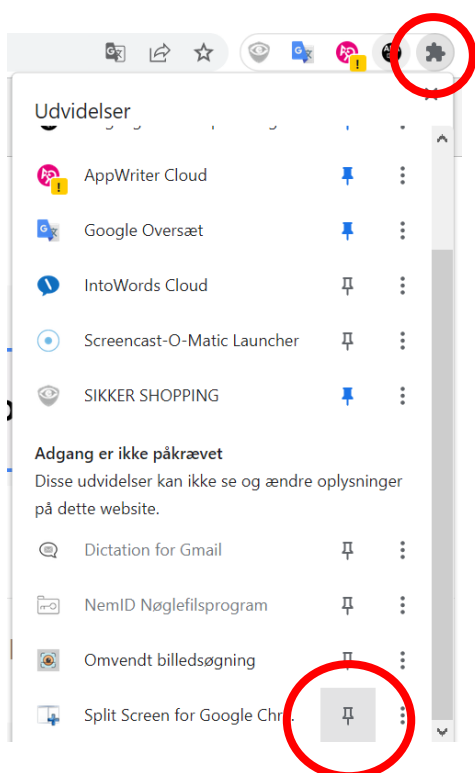 Udvidelser
AppWriter Cloud
Google Oversæt
IntoWords Cloud
Screencast-O-Matic Launcher
SIKKER SHOPPING
Adgang er ikke påkrævet
Disse udvidelser kan ikke se og ændre oplysninger
på dette website.
Dictation for Gmail
NemID Nøglefilsprogram
Omvendt billedsøgning
Split Screen for Google Chr...